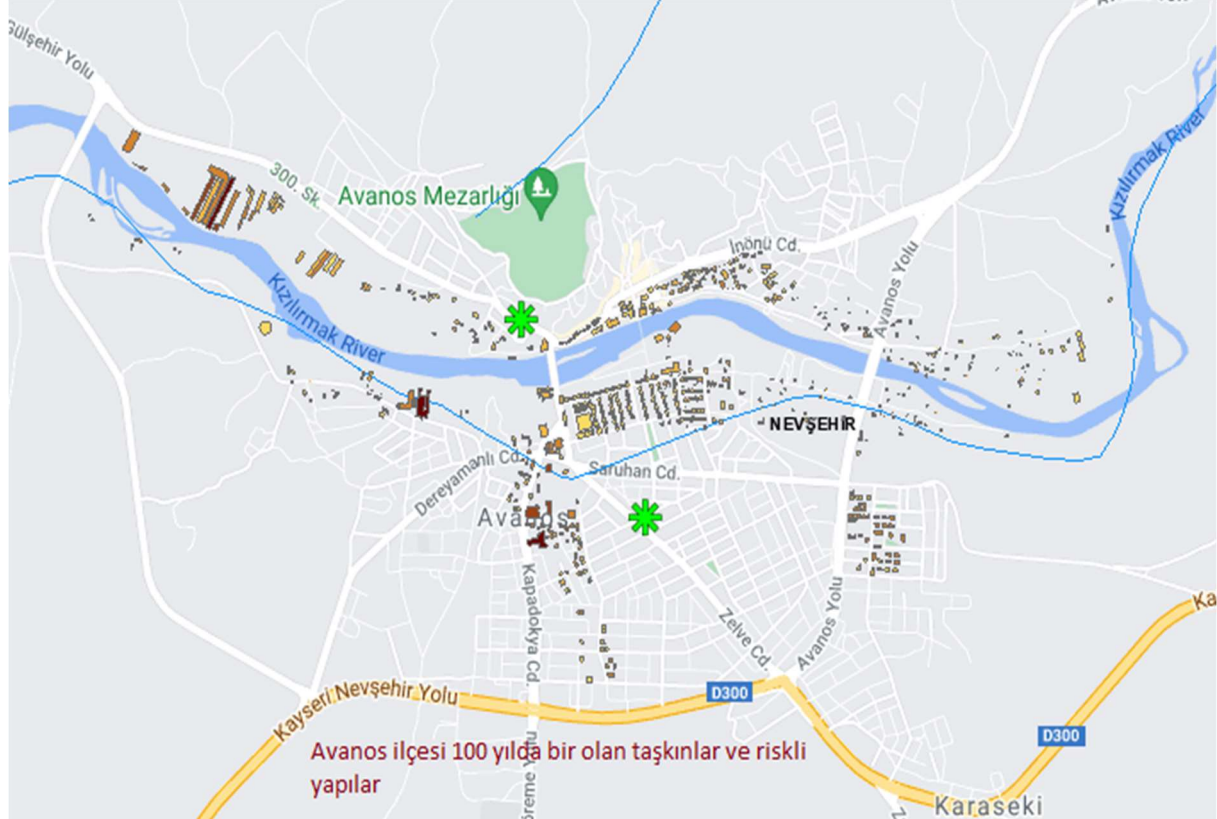 Gülşehir Yolu
300. Sk.
Avanos Mezarlığı
İnönü Cd.
Avanos Yolu
Kızılırmak River
Kızılırmak River
NEVŞEHİR
Dereyamanlı Cd.
Saruhan Cd.
Avanos
Kapadokya Cd.
Zelve Cd.
Avanos Yolu
Kayseri Nevşehir Yolu
D300
D300
Ka
Avanos ilçesi 100 yılda bir olan taşkınlar ve riskli
yapılar
Karaseki